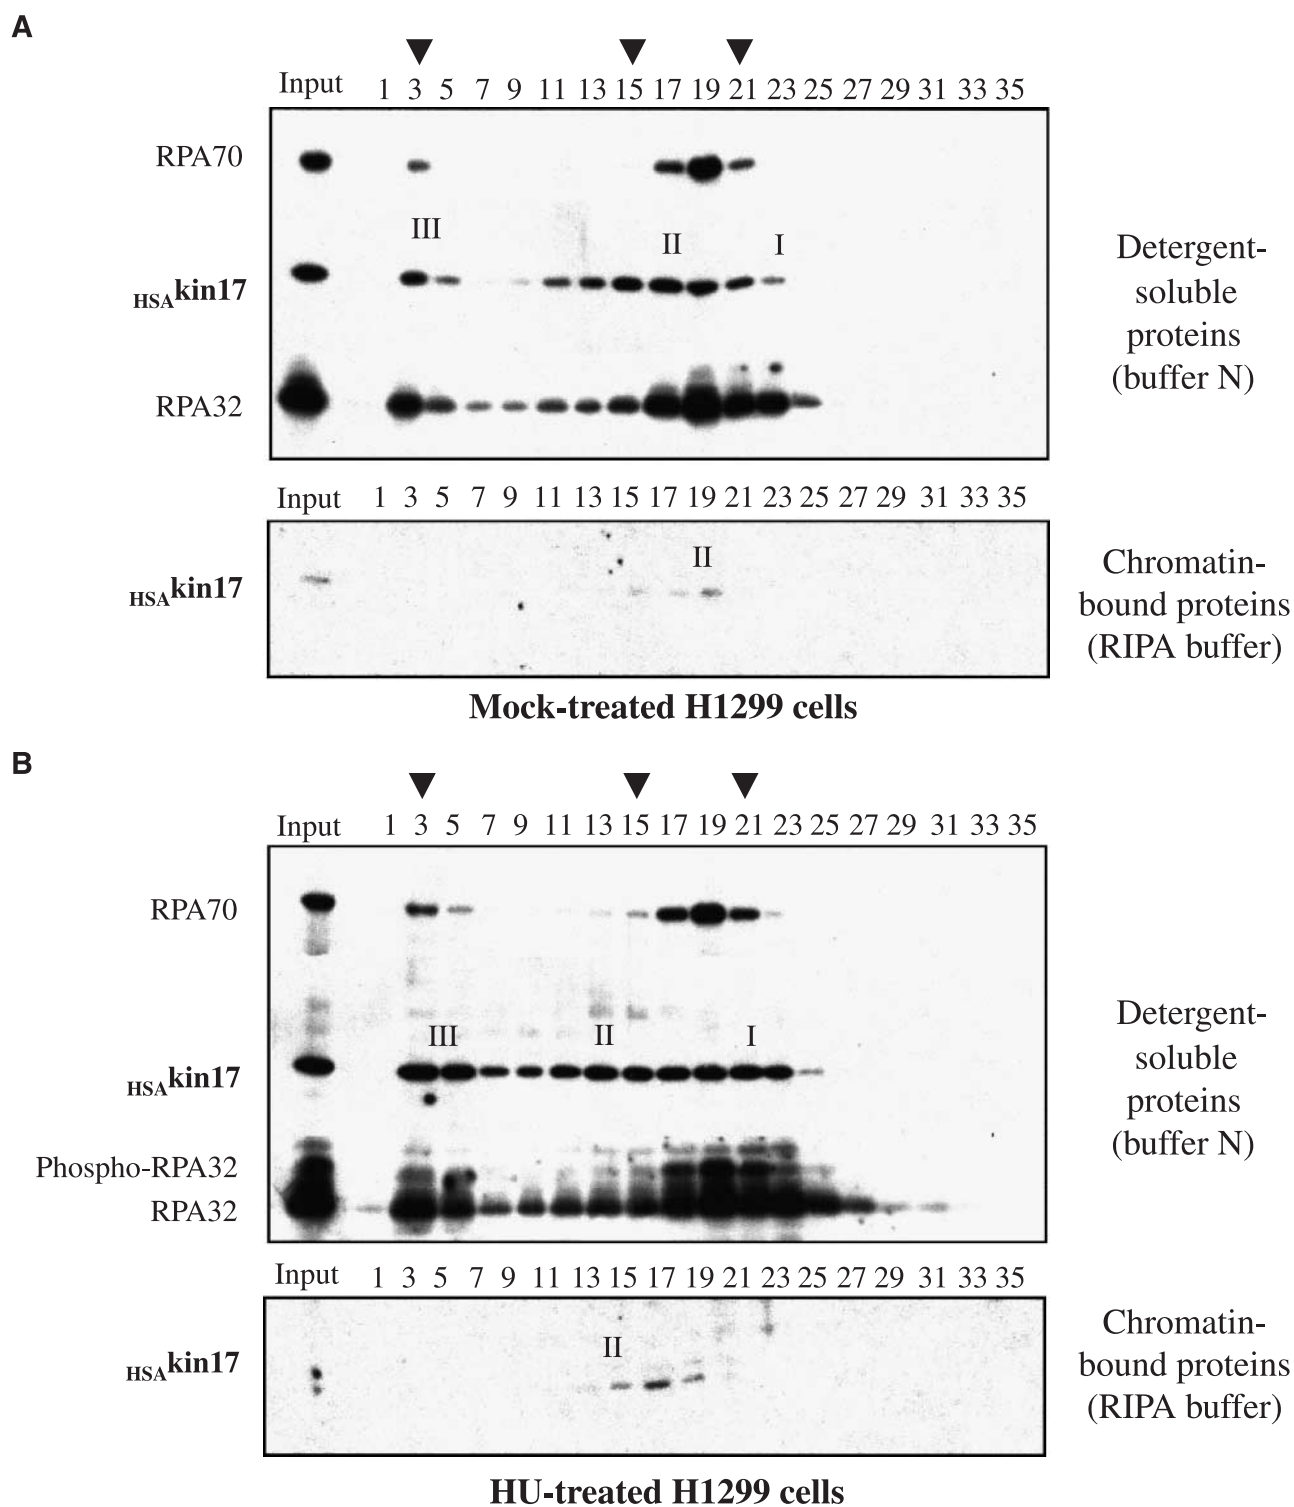 A
Input 1 3 5 7 9 11 13 15 17 19 21 23 25 27 29 31 33 35
RPA70
III II I
HSAkin17
RPA32
Detergent-
soluble
proteins
(buffer N)
Input 1 3 5 7 9 11 13 15 17 19 21 23 25 27 29 31 33 35
II
HSAkin17
Chromatin-
bound proteins
(RIPA buffer)
Mock-treated H1299 cells
B
Input 1 3 5 7 9 11 13 15 17 19 21 23 25 27 29 31 33 35
RPA70
III II I
HSAkin17
Phospho-RPA32
RPA32
Detergent-
soluble
proteins
(buffer N)
Input 1 3 5 7 9 11 13 15 17 19 21 23 25 27 29 31 33 35
II
HSAkin17
Chromatin-
bound proteins
(RIPA buffer)
HU-treated H1299 cells